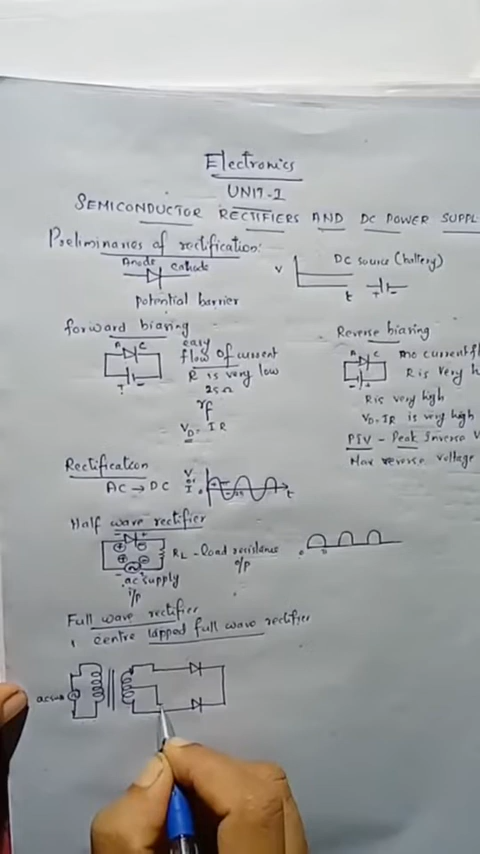 Electronics
UNIT-1
SEMICONDUCTOR RECTIFIERS AND DC POWER SUPPL
Preliminaries of rectification:
Anode cathode
V DC source (battery)
t + -
Potential barrier
forward biasing
A C easy
flow of current
R is very low
+ - 25Ω
rf
VD = IR
Reverse biasing
A C no current fl
R is very h
- +
R is very high
VD = IR is very high
PIV - Peak Inverse V
Max reverse voltage
Rectification
AC → DC V I t
Half wave rectifier
RL - load resistance
o/p
ac supply
i/p
Full wave rectifier
1, centre tapped full wave rectifier